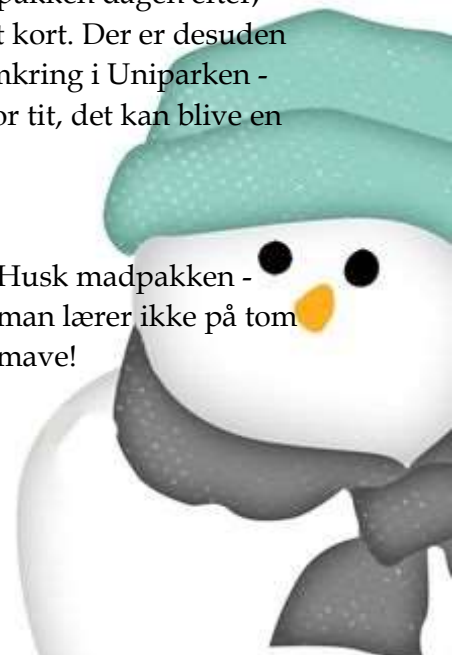 pakken dagen efter,
t kort. Der er desuden
mkring i Uniparken -
or tit, det kan blive en
Husk madpakken -
man lærer ikke på tom
mave!